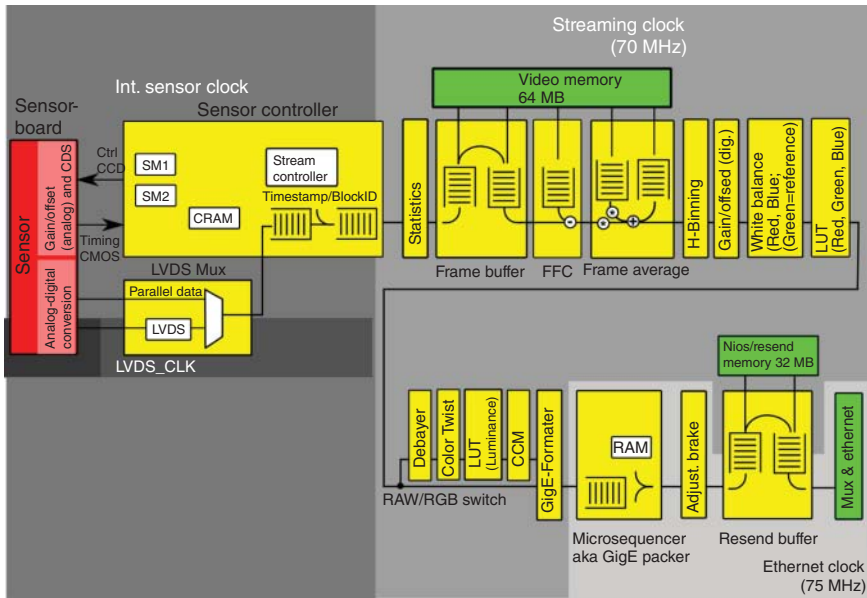 Streaming clock
(70 MHz)
Int. sensor clock
Video memory
64 MB
Sensor-
board
Sensor controller
Ctrl
CCD
SM1
SM2
CRAM
Stream
controller
Timestamp/BlockID
Timing
CMOS
Sensor
Gain/offset
(analog) and CDS
Analog-digital
conversion
LVDS Mux
Parallel data
LVDS
LVDS_CLK
Statistics
Frame buffer
FFC
Frame average
H-Binning
Gain/offsed (dig.)
White balance
(Red, Blue;
(Green=reference)
LUT
(Red, Green, Blue)
Nios/resend
memory 32 MB
Debayer
Color Twist
LUT
(Luminance)
CCM
GigE-Formater
RAM
Adjust. brake
Mux & ethernet
RAW/RGB switch
Microsequencer
aka GigE packer
Resend buffer
Ethernet clock
(75 MHz)